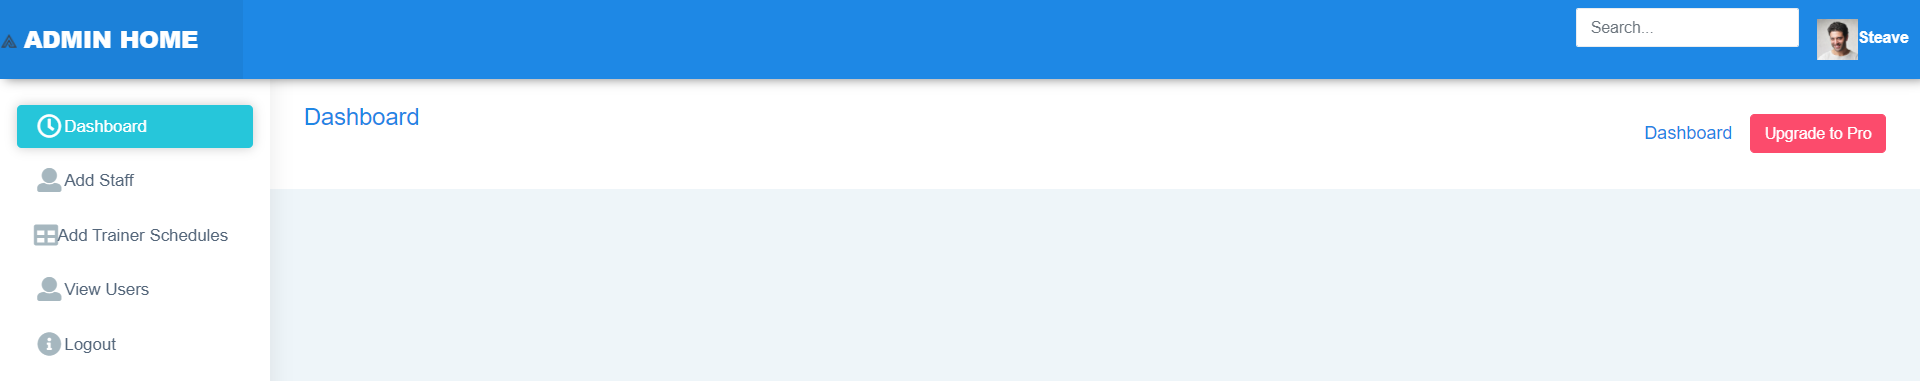 ADMIN HOME
Search...
Steave
Dashboard
Add Staff
Add Trainer Schedules
View Users
Logout
Dashboard
Dashboard
Upgrade to Pro